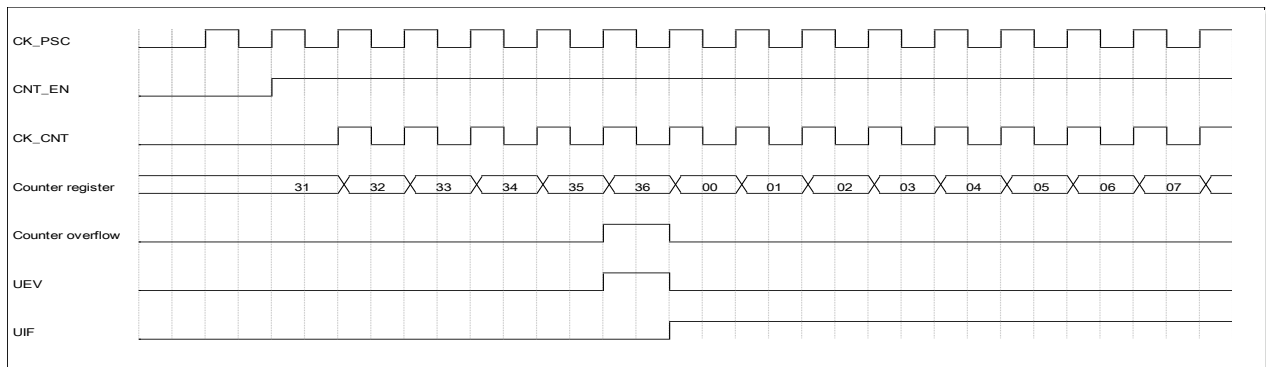 CK_PSC
CNT_EN
CK_CNT
Counter register 31 32 33 34 35 36 00 01 02 03 04 05 06 07
Counter overflow
UEV
UIF